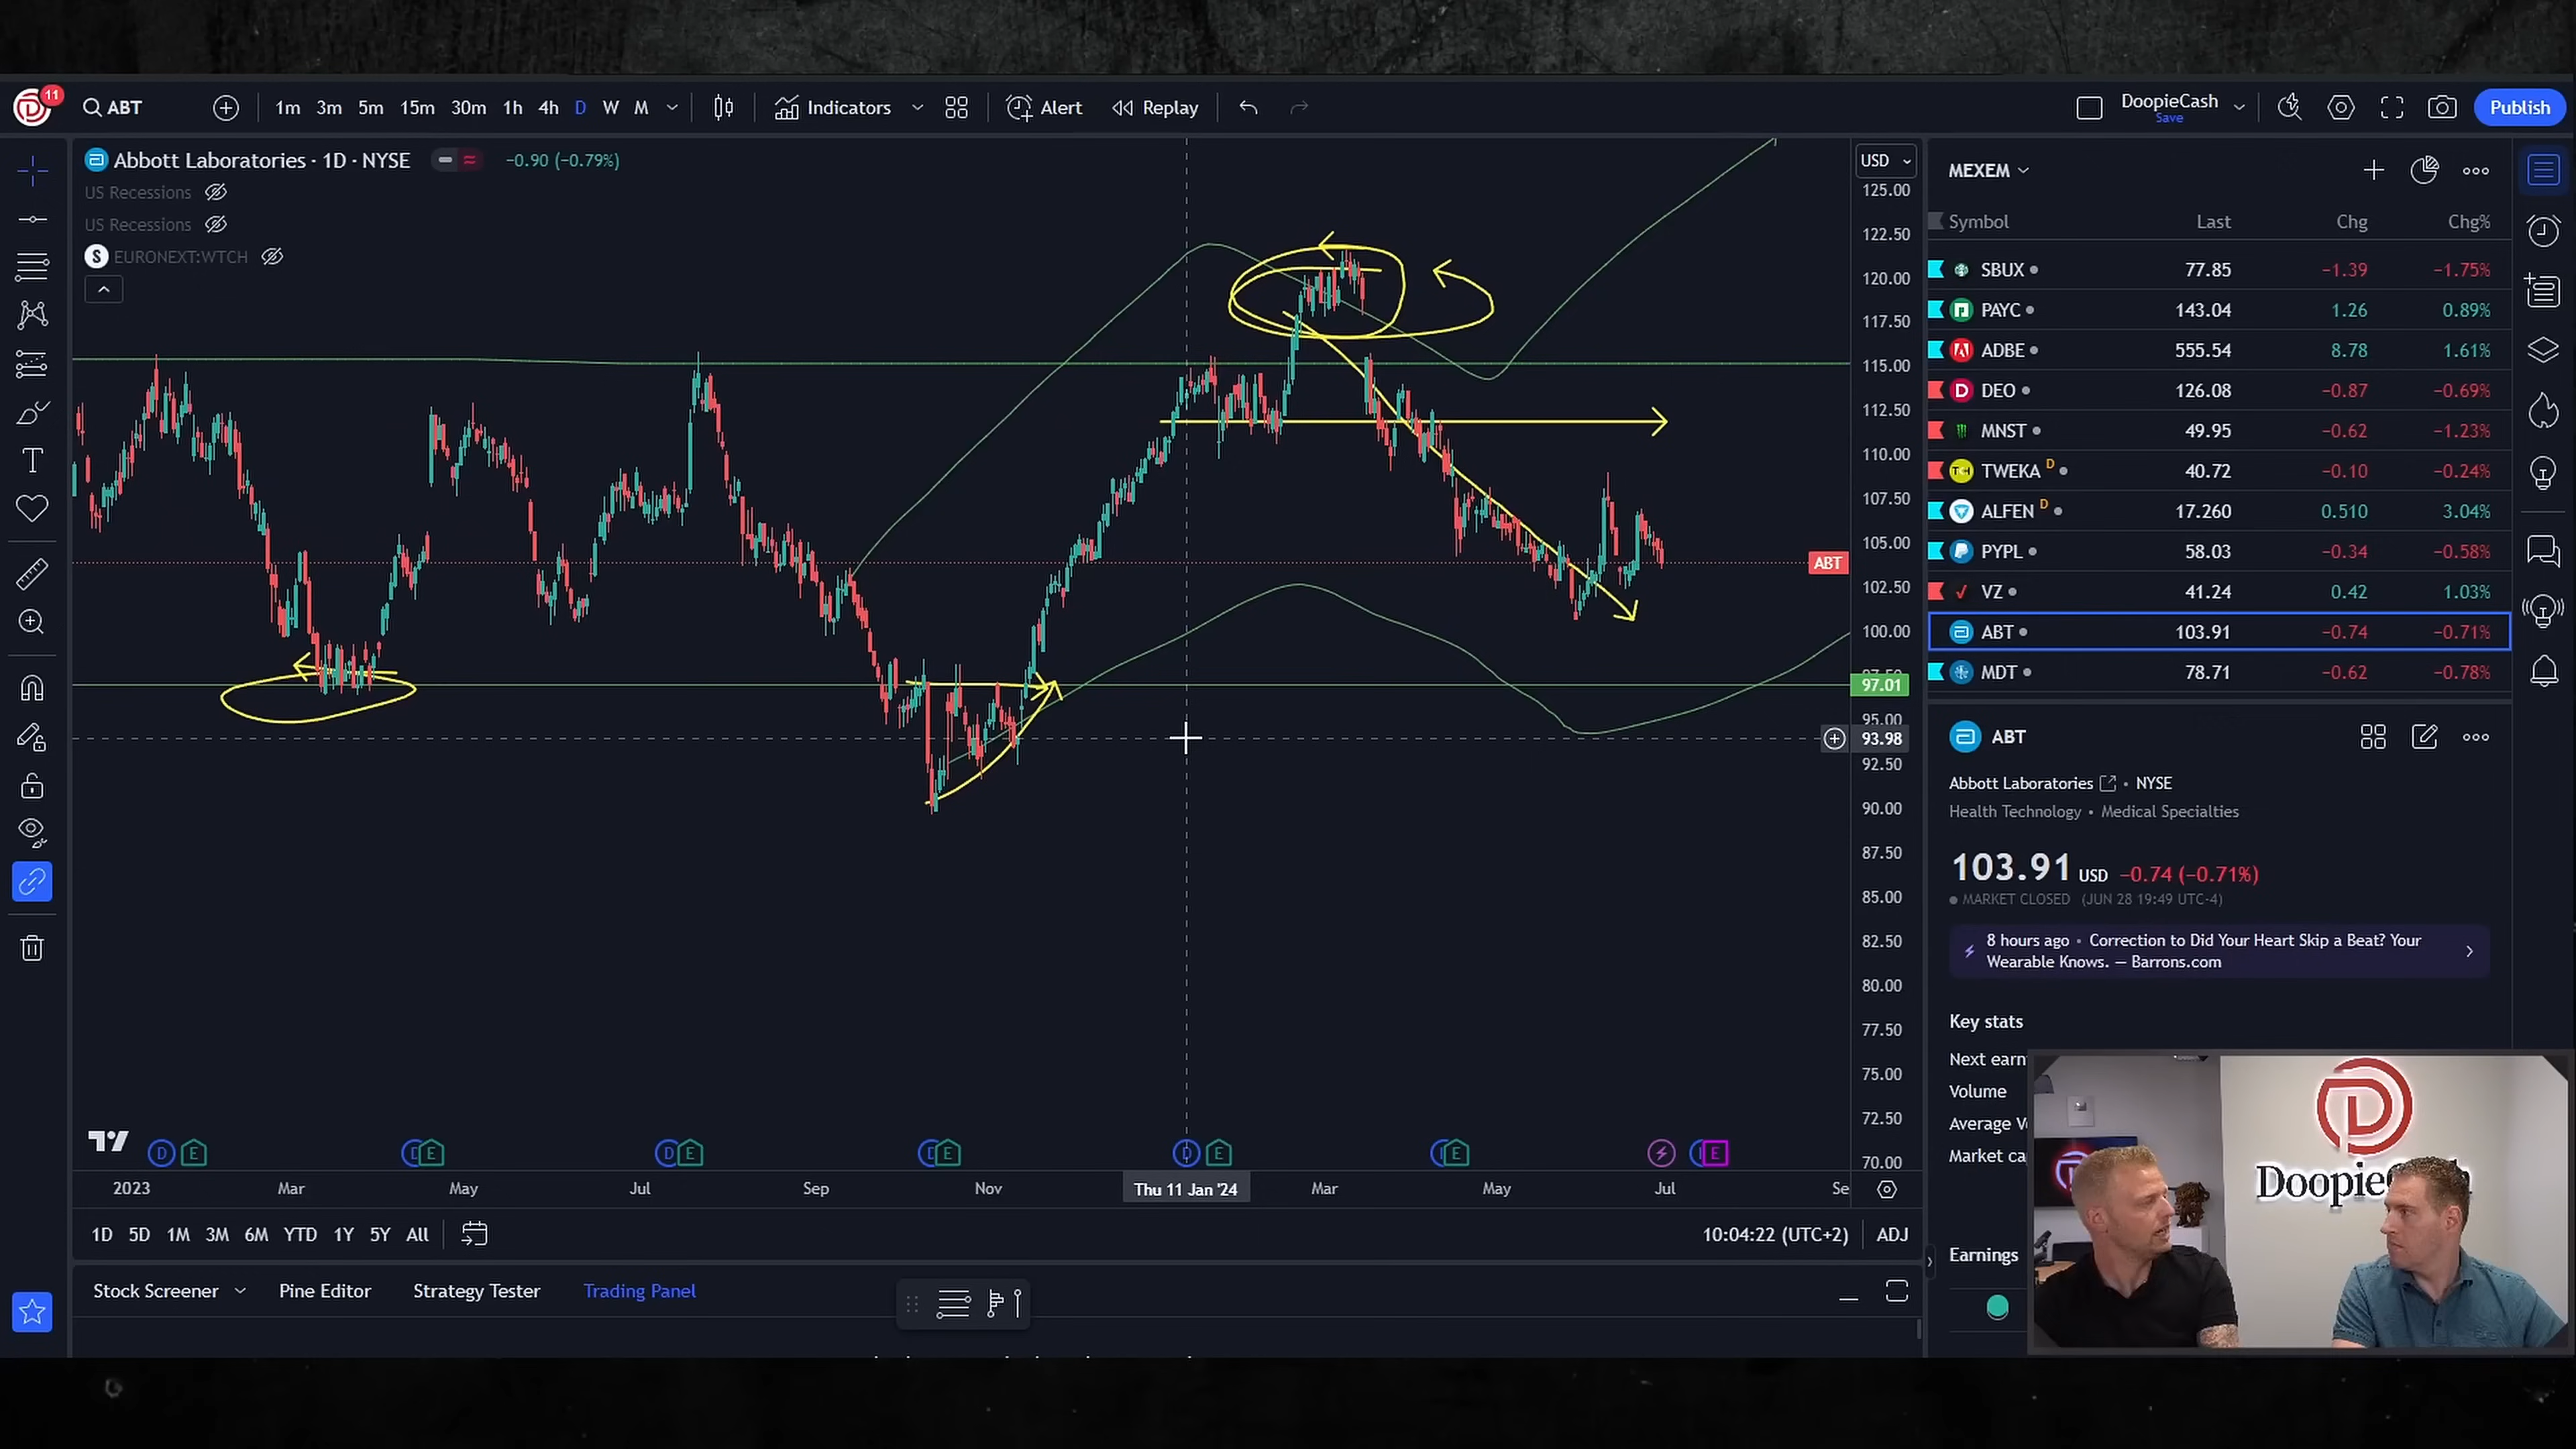 11
ABT
1m 3m 5m 15m 30m 1h 4h D W M
Indicators
Alert
Replay
DoopieCash
Save
Publish
Abbott Laboratories · 1D · NYSE
−0.90 (−0.79%)
US Recessions
US Recessions
S EURONEXT:WTCH
USD
125.00
122.50
120.00
117.50
115.00
112.50
110.00
107.50
105.00
ABT
102.50
100.00
97.01
95.00
93.98
92.50
90.00
87.50
85.00
82.50
80.00
77.50
75.00
72.50
70.00
D E D E D E D E D E E E
2023 Mar May Jul Sep Nov Thu 11 Jan '24 Mar May Jul Se
1D 5D 1M 3M 6M YTD 1Y 5Y All
10:04:22 (UTC+2) ADJ
Stock Screener Pine Editor Strategy Tester Trading Panel
MEXEM
Symbol Last Chg Chg%
SBUX 77.85 −1.39 −1.75%
PAYC 143.04 1.26 0.89%
ADBE 555.54 8.78 1.61%
DEO 126.08 −0.87 −0.69%
MNST 49.95 −0.62 −1.23%
TWEKA D 40.72 −0.10 −0.24%
ALFEN D 17.260 0.510 3.04%
PYPL 58.03 −0.34 −0.58%
VZ 41.24 0.42 1.03%
ABT 103.91 −0.74 −0.71%
MDT 78.71 −0.62 −0.78%
ABT
Abbott Laboratories · NYSE
Health Technology • Medical Specialties
103.91 USD −0.74 (−0.71%)
MARKET CLOSED (JUN 28 19:49 UTC-4)
8 hours ago • Correction to Did Your Heart Skip a Beat? Your
Wearable Knows. — Barrons.com
Key stats
Next earn
Volume
Average V
Market ca
Earnings